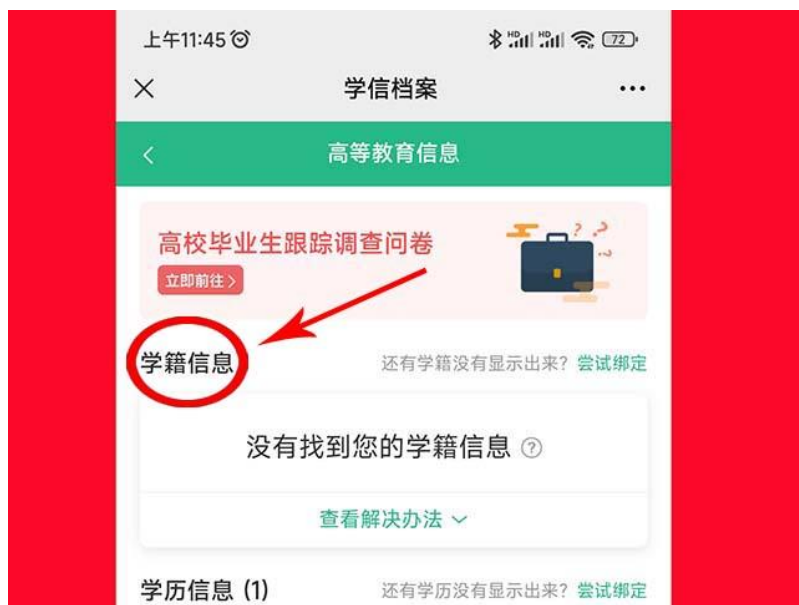 上午11:45
HD HD 72
学信档案
高等教育信息
高校毕业生跟踪调查问卷
立即前往 >
学籍信息 还有学籍没有显示出来？尝试绑定
没有找到您的学籍信息 ?
查看解决办法
学历信息 (1) 还有学历没有显示出来？尝试绑定